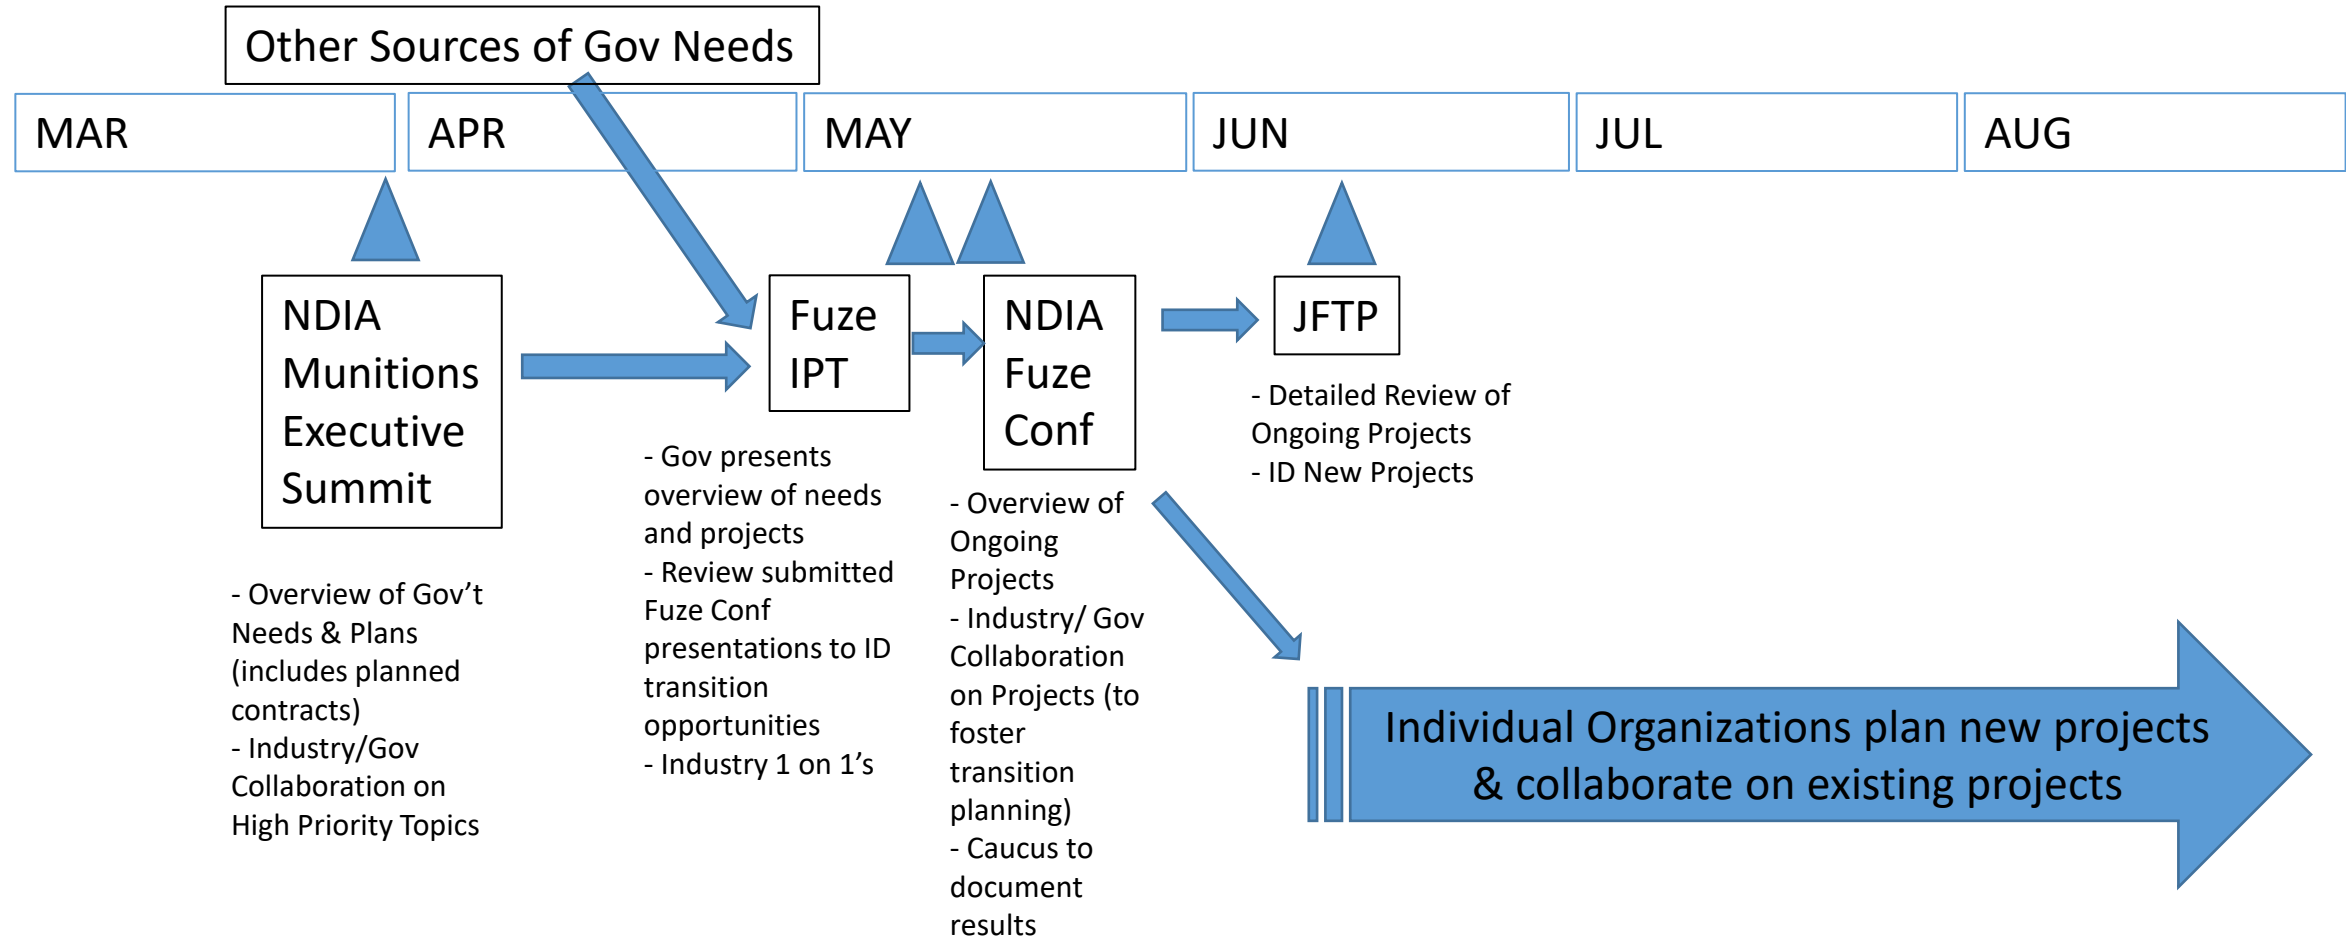 Other Sources of Gov Needs
MAR
APR
MAY
JUN
JUL
AUG
NDIA
Munitions
Executive
Summit
- Overview of Gov’t
Needs & Plans
(includes planned
contracts)
- Industry/Gov
Collaboration on
High Priority Topics
Fuze
IPT
- Gov presents
overview of needs
and projects
- Review submitted
Fuze Conf
presentations to ID
transition
opportunities
- Industry 1 on 1’s
NDIA
Fuze
Conf
- Overview of
Ongoing
Projects
- Industry/ Gov
Collaboration
on Projects (to
foster
transition
planning)
- Caucus to
document
results
JFTP
- Detailed Review of
Ongoing Projects
- ID New Projects
Individual Organizations plan new projects
& collaborate on existing projects